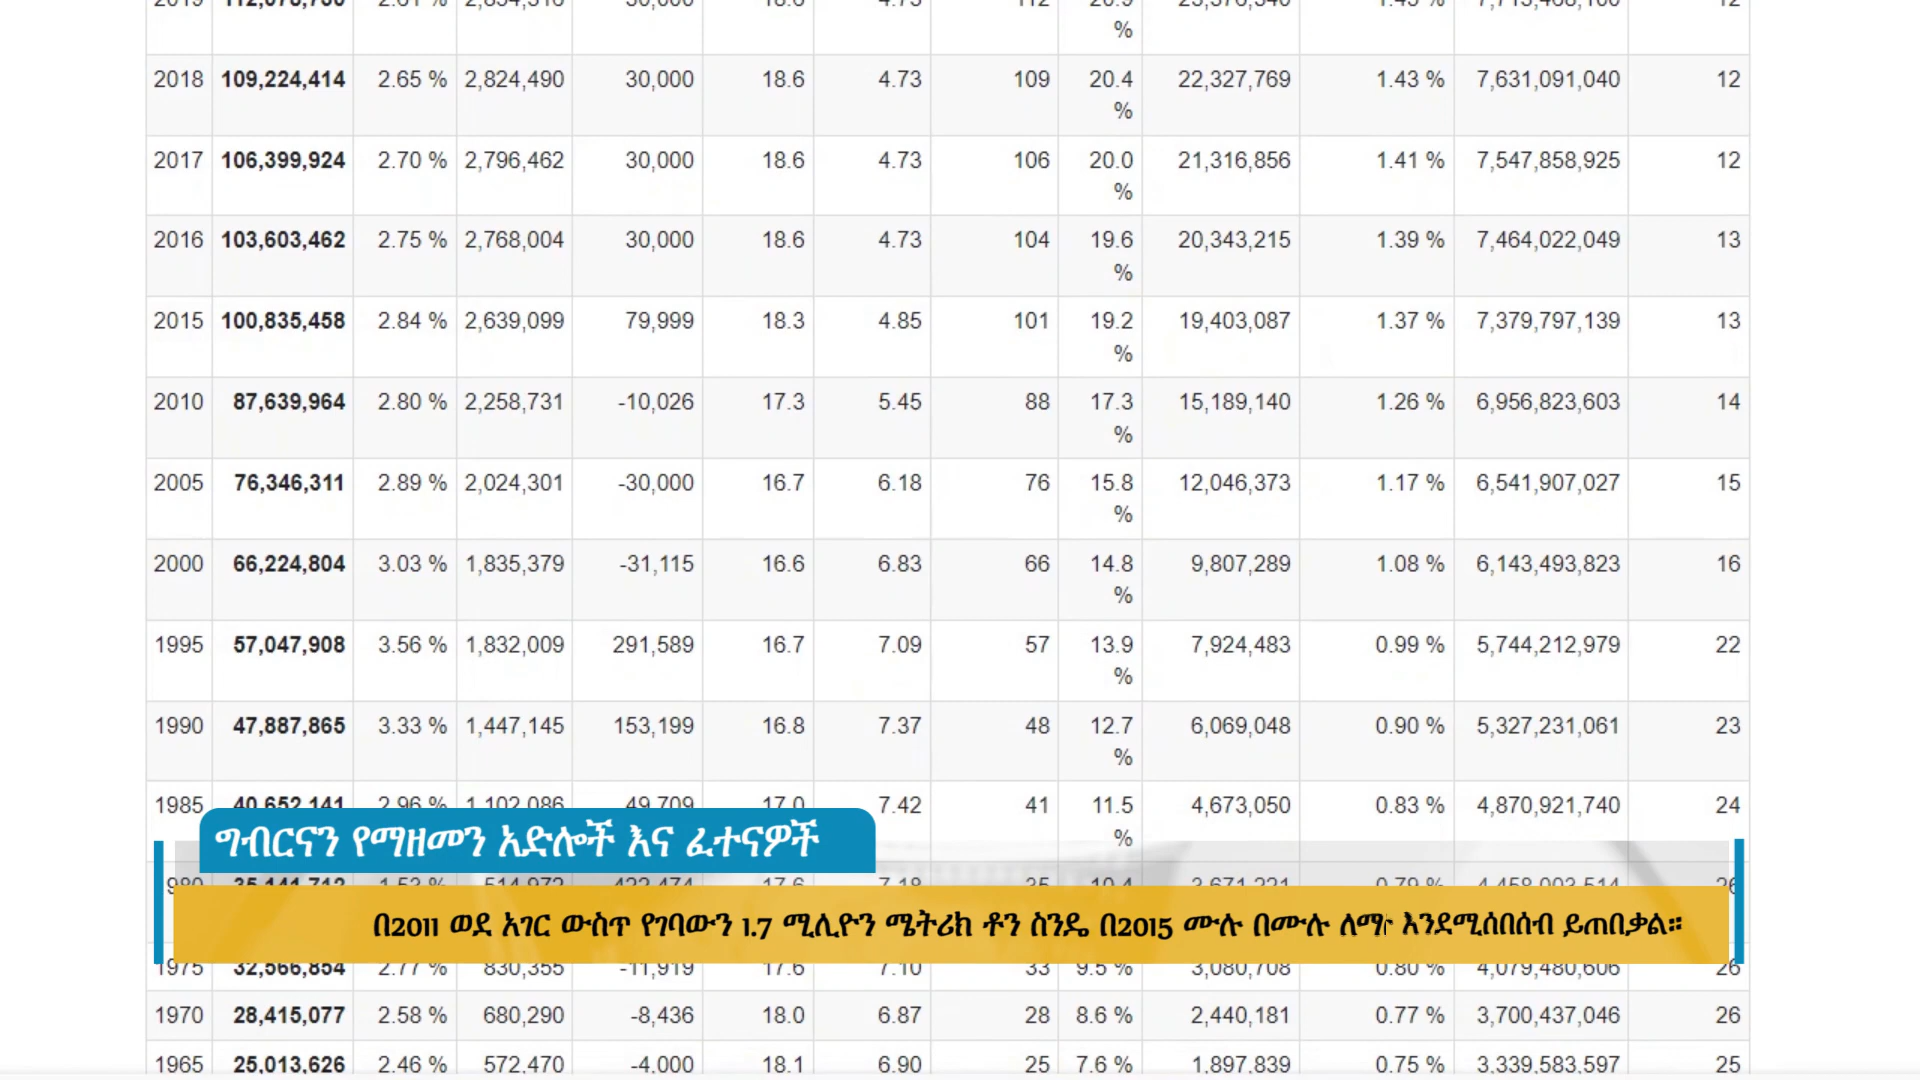 %
2018 109,224,414 2.65 % 2,824,490 30,000 18.6 4.73 109 20.4 22,327,769 1.43 % 7,631,091,040 12
%
2017 106,399,924 2.70 % 2,796,462 30,000 18.6 4.73 106 20.0 21,316,856 1.41 % 7,547,858,925 12
%
2016 103,603,462 2.75 % 2,768,004 30,000 18.6 4.73 104 19.6 20,343,215 1.39 % 7,464,022,049 13
%
2015 100,835,458 2.84 % 2,639,099 79,999 18.3 4.85 101 19.2 19,403,087 1.37 % 7,379,797,139 13
%
2010 87,639,964 2.80 % 2,258,731 -10,026 17.3 5.45 88 17.3 15,189,140 1.26 % 6,956,823,603 14
%
2005 76,346,311 2.89 % 2,024,301 -30,000 16.7 6.18 76 15.8 12,046,373 1.17 % 6,541,907,027 15
%
2000 66,224,804 3.03 % 1,835,379 -31,115 16.6 6.83 66 14.8 9,807,289 1.08 % 6,143,493,823 16
%
1995 57,047,908 3.56 % 1,832,009 291,589 16.7 7.09 57 13.9 7,924,483 0.99 % 5,744,212,979 22
%
1990 47,887,865 3.33 % 1,447,145 153,199 16.8 7.37 48 12.7 6,069,048 0.90 % 5,327,231,061 23
%
1985 40,652,141 2.96 % 1,102,086 49,709 17.0 7.42 41 11.5 4,673,050 0.83 % 4,870,921,740 24
%
ግብርናን የማዘመን አድሎች እና ፈተናዎች
በ2011 ወደ አገር ውስጥ የገባውን 1.7 ሚሊዮን ሜትሪክ ቶን ስንዴ በ2015 ሙሉ በሙሉ እንደሚሰበሰብ ይጠበቃል።
1975 32,566,854 2.77 % 830,355 -11,919 17.6 7.10 33 9.5 % 3,080,708 0.80 % 4,079,480,606 26
1970 28,415,077 2.58 % 680,290 -8,436 18.0 6.87 28 8.6 % 2,440,181 0.77 % 3,700,437,046 26
1965 25,013,626 2.46 % 572,470 -4,000 18.1 6.90 25 7.6 % 1,897,839 0.75 % 3,339,583,597 25